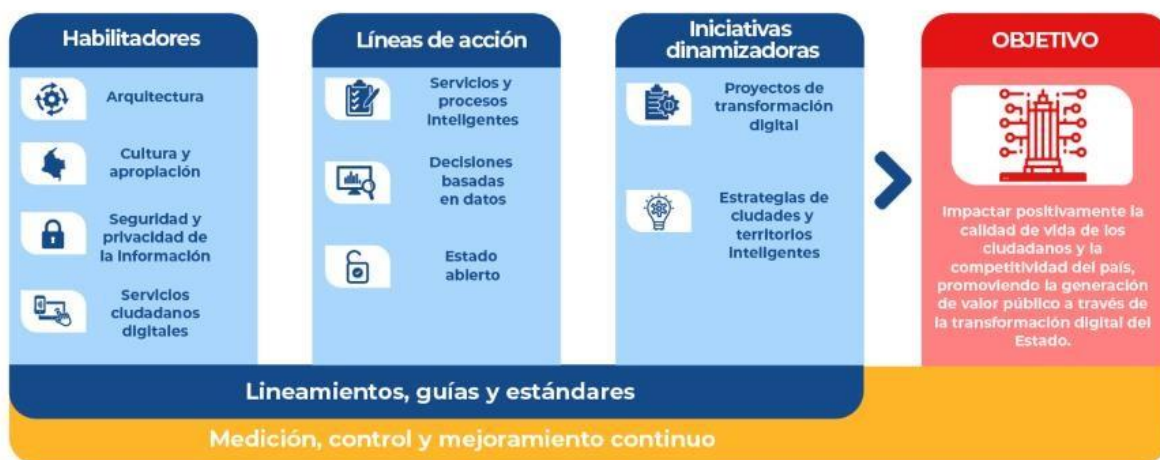 Habilitadores
Arquitectura
Cultura y
apropiación
Seguridad y
privacidad de
la información
Servicios
ciudadanos
digitales
Líneas de acción
Servicios y
procesos
inteligentes
Decisiones
basadas
en datos
Estado
abierto
Iniciativas
dinamizadoras
Proyectos de
transformación
digital
Estrategias de
ciudades y
territorios
inteligentes
OBJETIVO
Impactar positivamente la
calidad de vida de los
ciudadanos y la
competitividad del país,
promoviendo la generación
de valor público a través de
la transformación digital del
Estado.
Lineamientos, guías y estándares
Medición, control y mejoramiento continuo